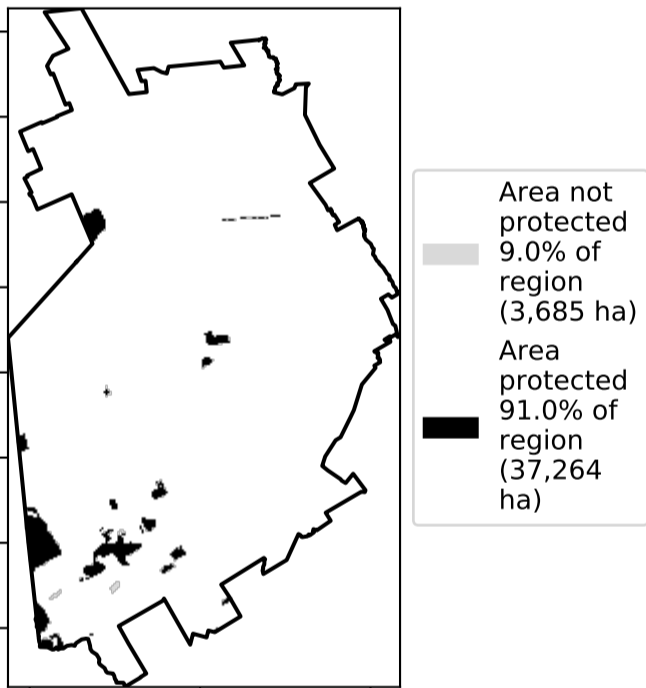 Area not
protected
9.0% of
region
(3,685 ha)
Area
protected
91.0% of
region
(37,264
ha)